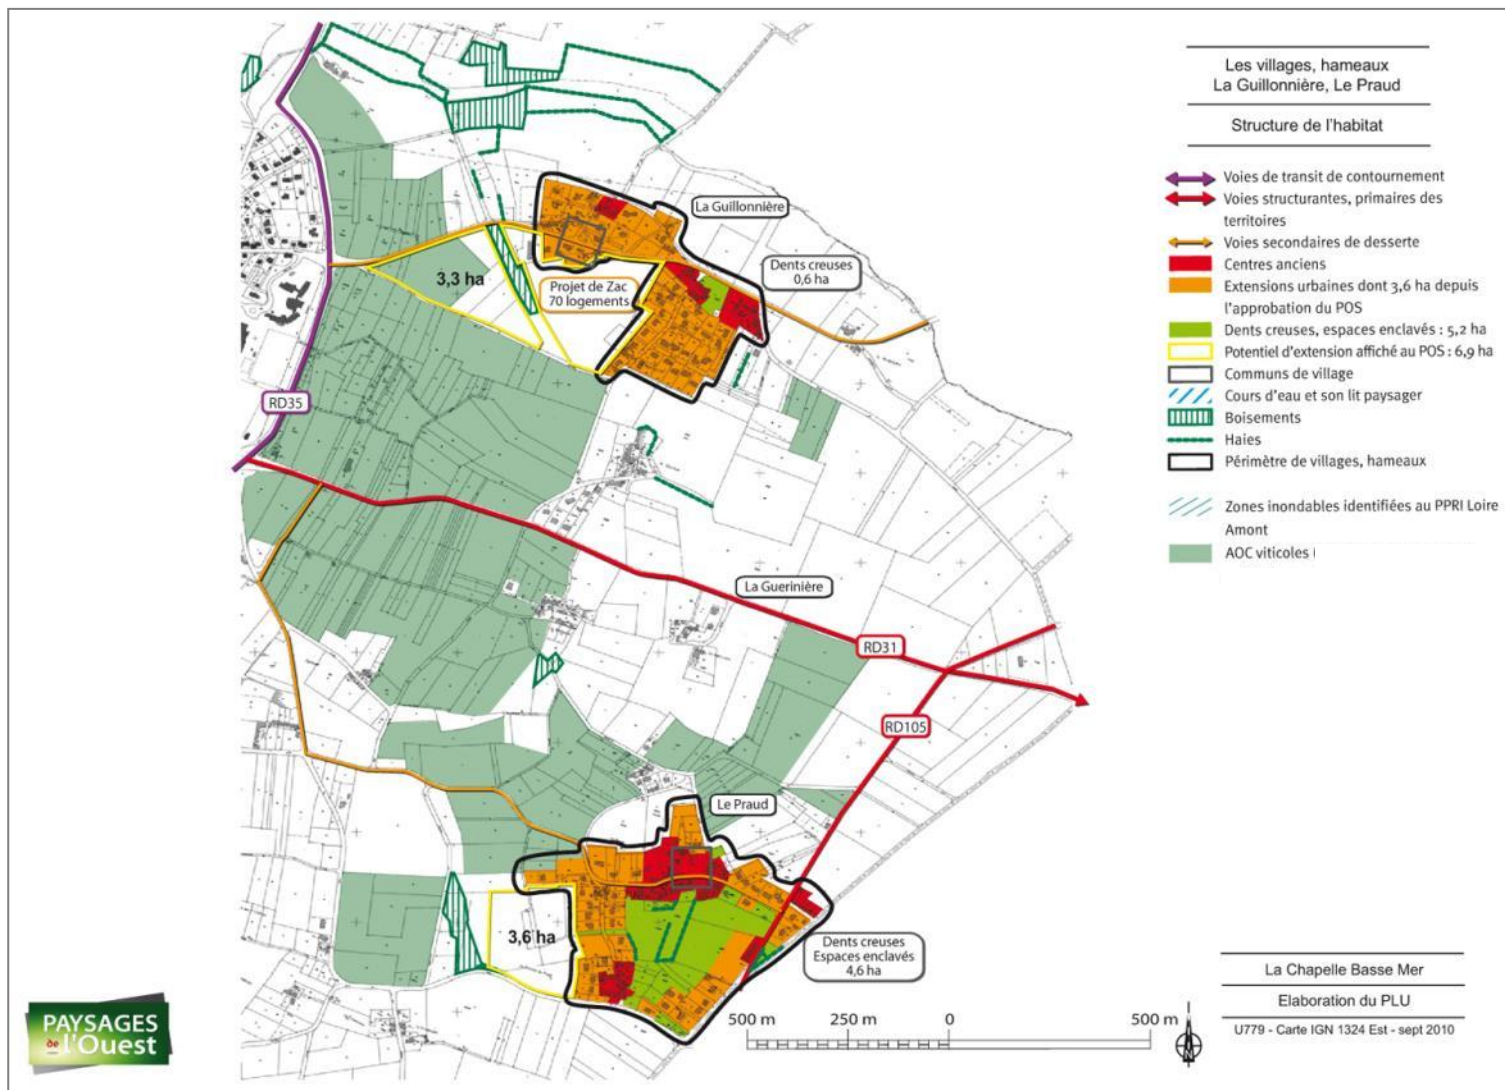 Les villages, hameaux
La Guillonnière, Le Praud
Structure de l'habitat
Voies de transit de contournement
Voies structurantes, primaires des
territoires
Voies secondaires de desserte
Centres anciens
Extensions urbaines dont 3,6 ha depuis
l'approbation du POS
Dents creuses, espaces enclavés : 5,2 ha
Potentiel d'extension affiché au POS : 6,9 ha
Communs de village
Cours d'eau et son lit paysager
Boisements
Haies
Périmètre de villages, hameaux
Zones inondables identifiées au PPRI Loire
Amont
AOC viticoles
La Guillonnière
Dents creuses
0,6 ha
3,3 ha
Projet de Zac
70 logements
RD35
La Guerinière
RD31
RD105
Le Praud
3,6 ha
Dents creuses
Espaces enclavés
4,6 ha
500 m
250 m
0
500 m
La Chapelle Basse Mer
Elaboration du PLU
U779 - Carte IGN 1324 Est - sept 2010
PAYSAGES
de l'Ouest